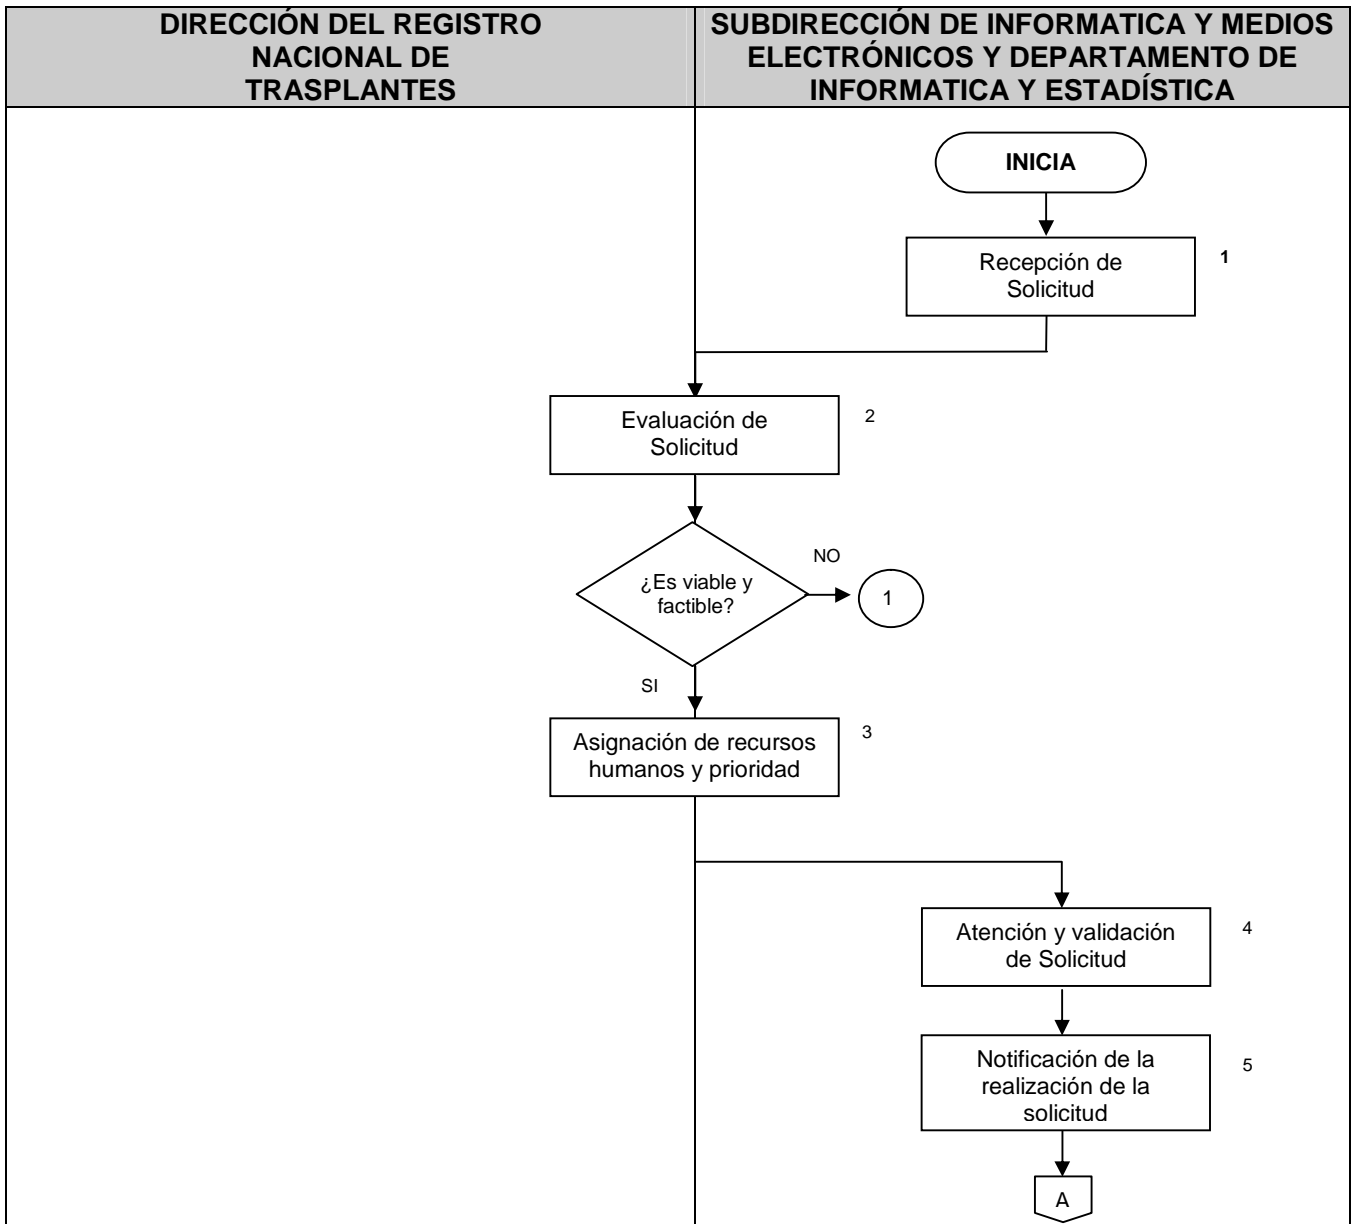 DIRECCIÓN DEL REGISTRO
NACIONAL DE
TRASPLANTES
SUBDIRECCIÓN DE INFORMATICA Y MEDIOS
ELECTRÓNICOS Y DEPARTAMENTO DE
INFORMATICA Y ESTADÍSTICA
INICIA
Recepción de
Solicitud
1
Evaluación de
Solicitud
2
¿Es viable y
factible?
NO
1
SI
Asignación de recursos
humanos y prioridad
3
Atención y validación
de Solicitud
4
Notificación de la
realización de la
solicitud
5
A